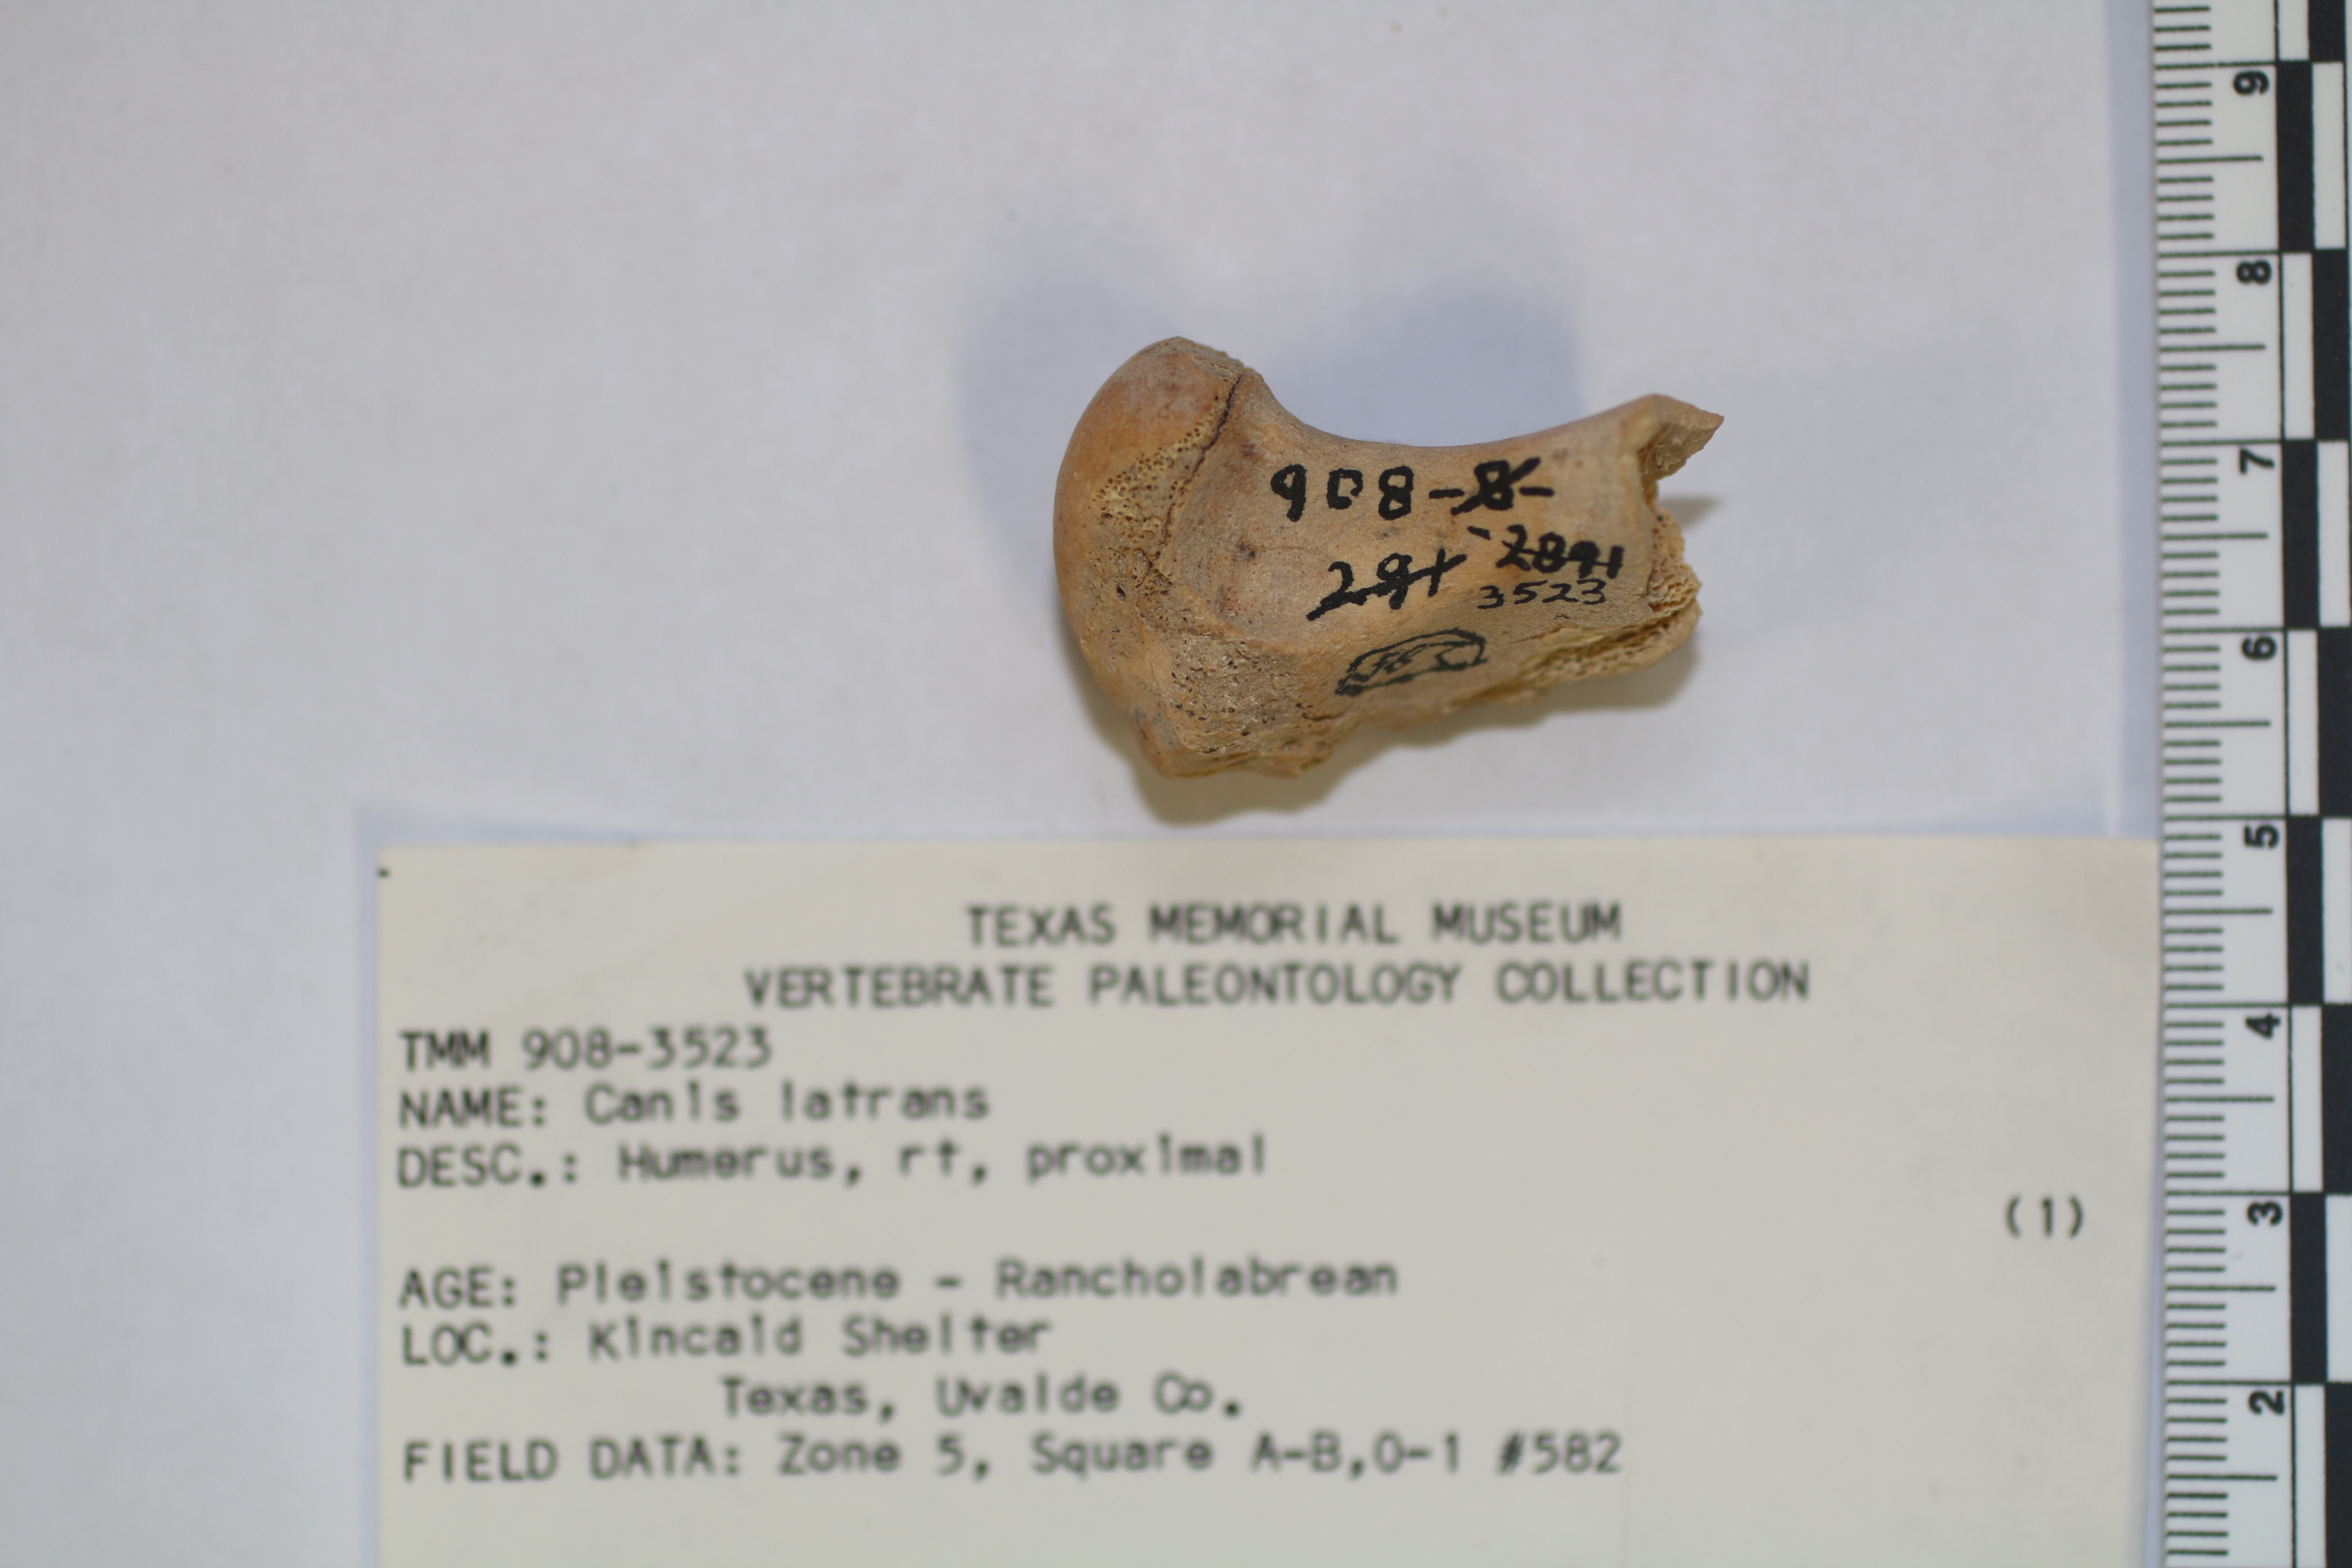 908-8-
-2891
291
3523
TEXAS MEMORIAL MUSEUM
VERTEBRATE PALEONTOLOGY COLLECTION
TMM 908-3523
NAME: Canis latrans
DESC.: Humerus, rt, proximal
(1)
AGE: Pleistocene - Rancholabrean
LOC.: Kincaid Shelter
Texas, Uvalde Co.
FIELD DATA: Zone 5, Square A-B,0-1 #582
9
8
7
6
5
4
3
2